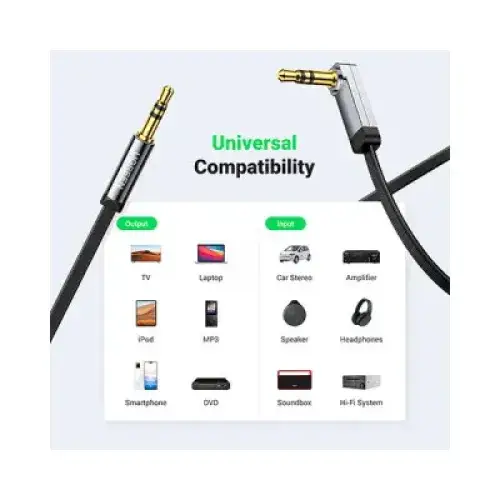 Universal
Compatibility
Output
Input
TV
Laptop
Car Stereo
Amplifier
iPod
MP3
Speaker
Headphones
Smartphone
DVD
Soundbox
Hi-Fi System